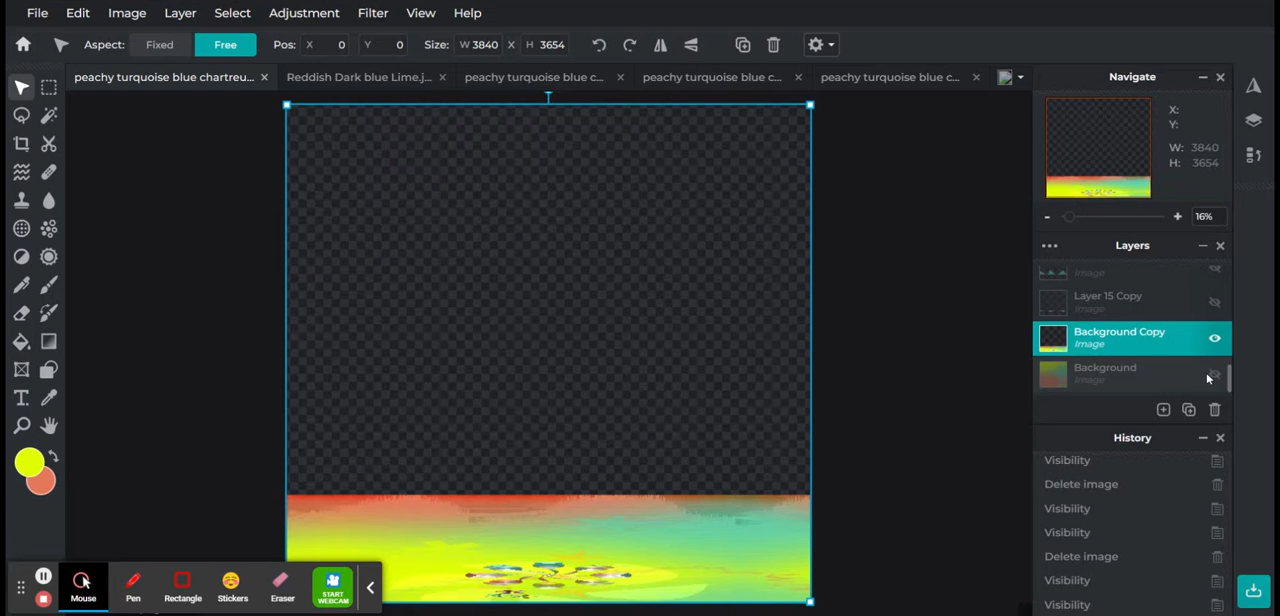 File Edit Image Layer Select Adjustment Filter View Help
Aspect: Fixed Free Pos: X 0 Y 0 Size: W 3840 X H 3654
peachy turquoise blue chartreu... Reddish Dark blue Lime.j... peachy turquoise blue c... peachy turquoise blue c... peachy turquoise blue c...
Navigate
X:
Y:
W: 3840
H: 3654
- + 16%
Layers
Image
Layer 15 Copy
Image
Background Copy
Image
Background
Image
History
Visibility
Delete image
Visibility
Visibility
Delete image
Visibility
Visibility
T
Mouse Pen Rectangle Stickers Eraser START
WEBCAM